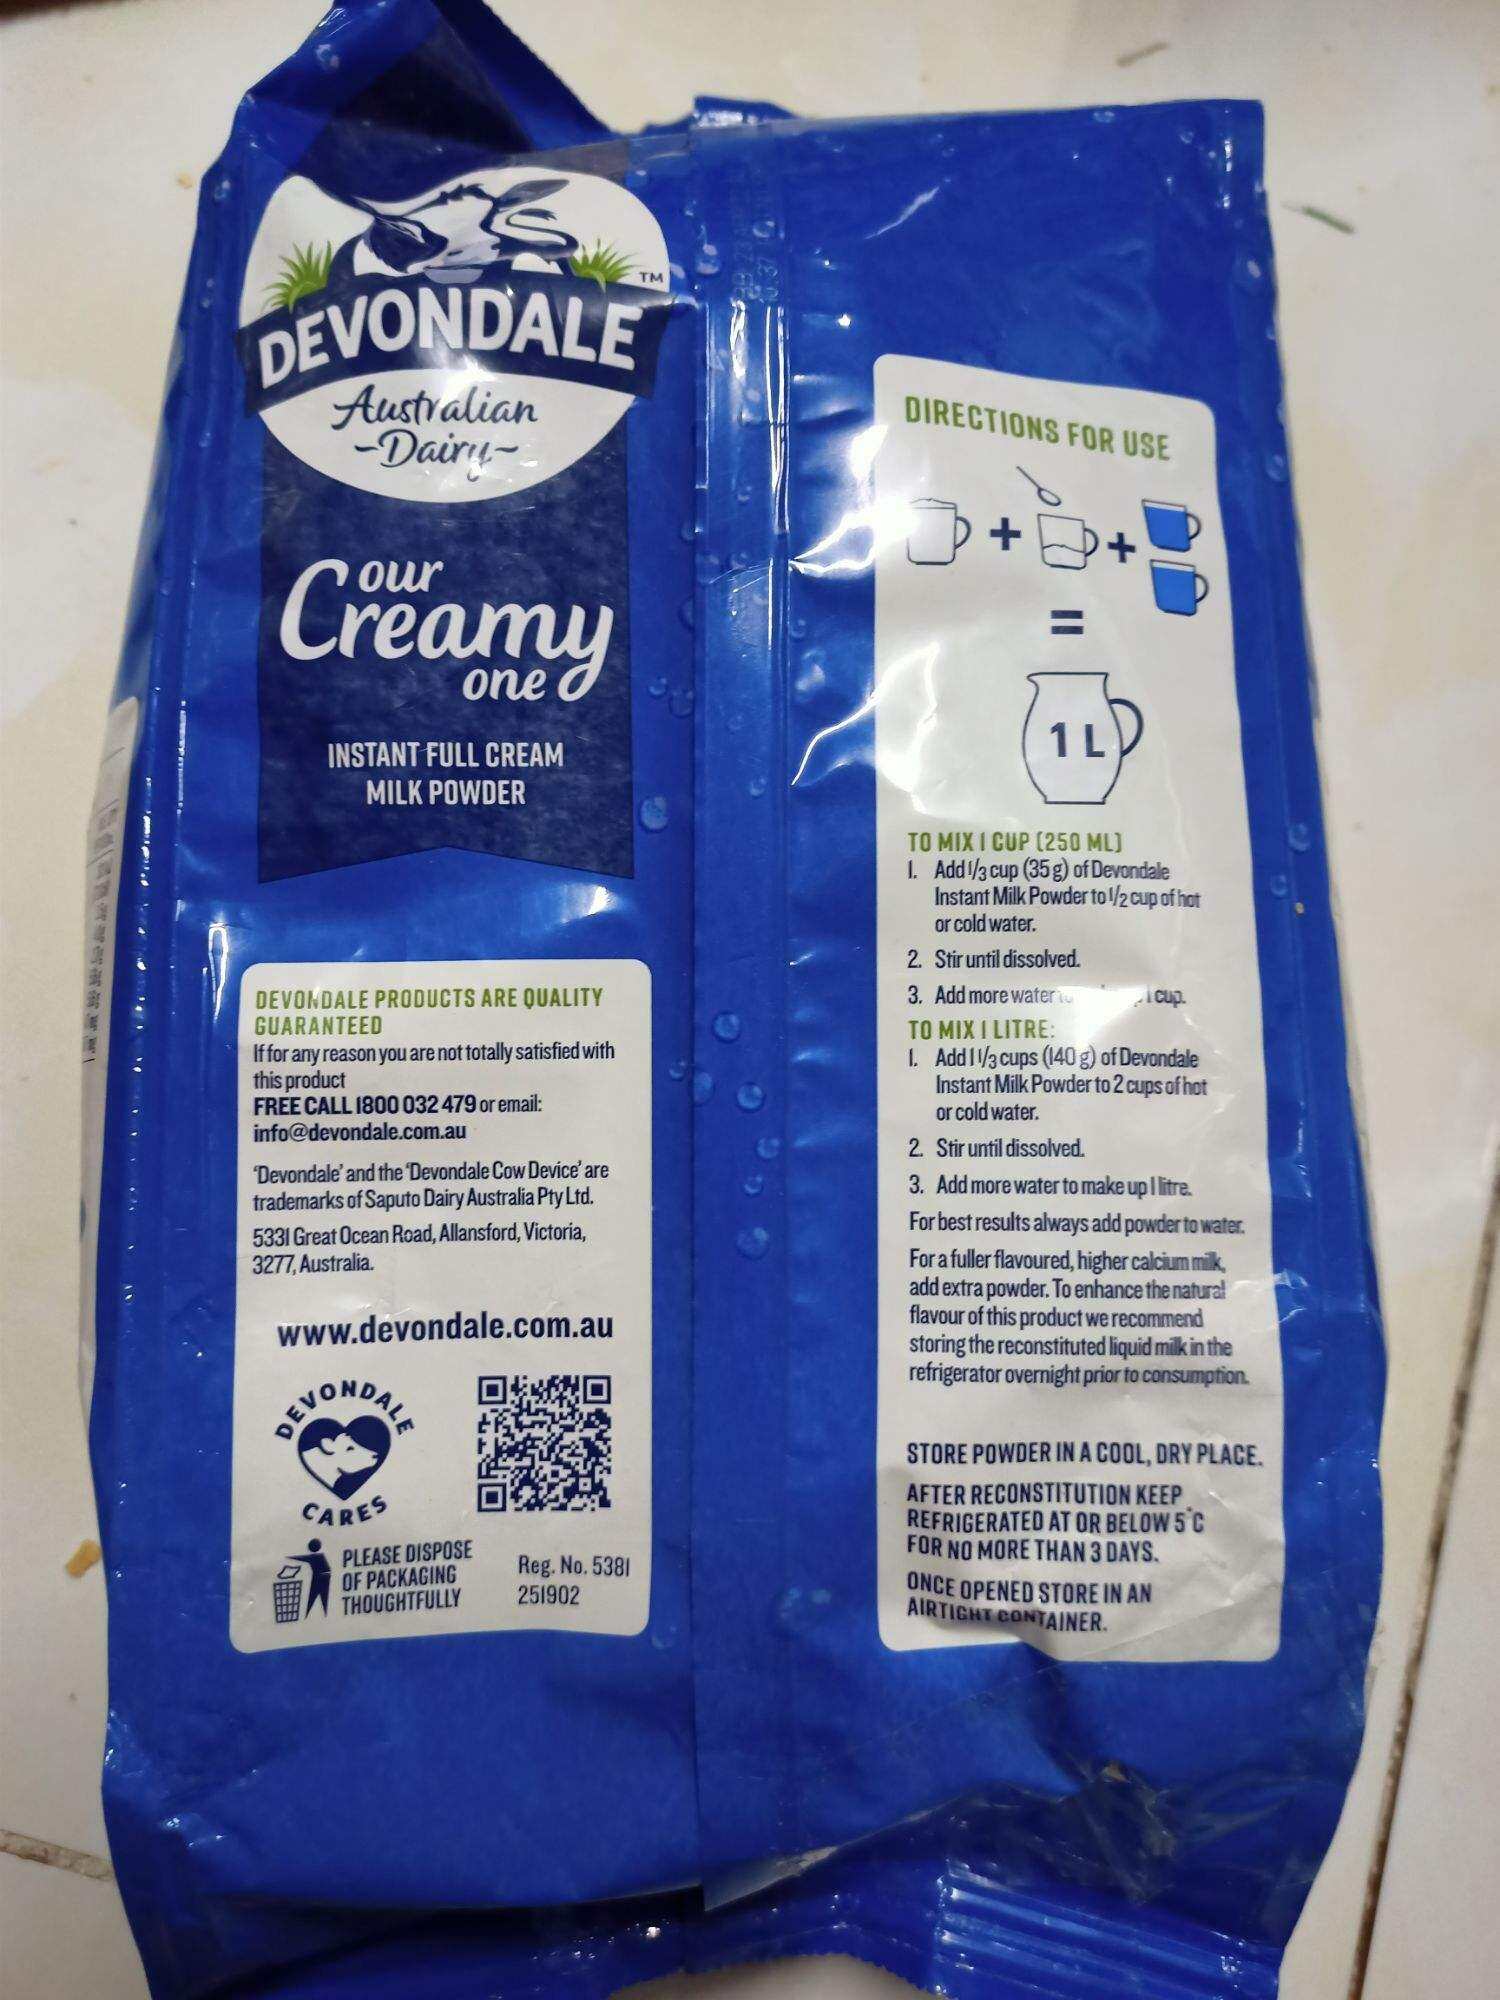 TM
DEVONDALE
Australian
-Dairy-
our
Creamy
one
INSTANT FULL CREAM
MILK POWDER
DEVONDALE PRODUCTS ARE QUALITY
GUARANTEED
If for any reason you are not totally satisfied with
this product
FREE CALL 1800 032 479 or email:
info@devondale.com.au
'Devondale' and the 'Devondale Cow Device' are
trademarks of Saputo Dairy Australia Pty Ltd.
5331 Great Ocean Road, Allansford, Victoria,
3277, Australia.
www.devondale.com.au
DEVONDALE
CARES
PLEASE DISPOSE
OF PACKAGING
THOUGHTFULLY
Reg. No. 5381
251902
DIRECTIONS FOR USE
+ +
=
1 L
TO MIX 1 CUP (250 ML)
1. Add 1/3 cup (35 g) of Devondale
Instant Milk Powder to 1/2 cup of hot
or cold water.
2. Stir until dissolved.
3. Add more water 1 cup.
TO MIX 1 LITRE:
1. Add 1 1/3 cups (140 g) of Devondale
Instant Milk Powder to 2 cups of hot
or cold water.
2. Stir until dissolved.
3. Add more water to make up 1 litre.
For best results always add powder to water.
For a fuller flavoured, higher calcium milk,
add extra powder. To enhance the natural
flavour of this product we recommend
storing the reconstituted liquid milk in the
refrigerator overnight prior to consumption.
STORE POWDER IN A COOL, DRY PLACE.
AFTER RECONSTITUTION KEEP
REFRIGERATED AT OR BELOW 5°C
FOR NO MORE THAN 3 DAYS.
ONCE OPENED STORE IN AN
AIRTIGHT CONTAINER.